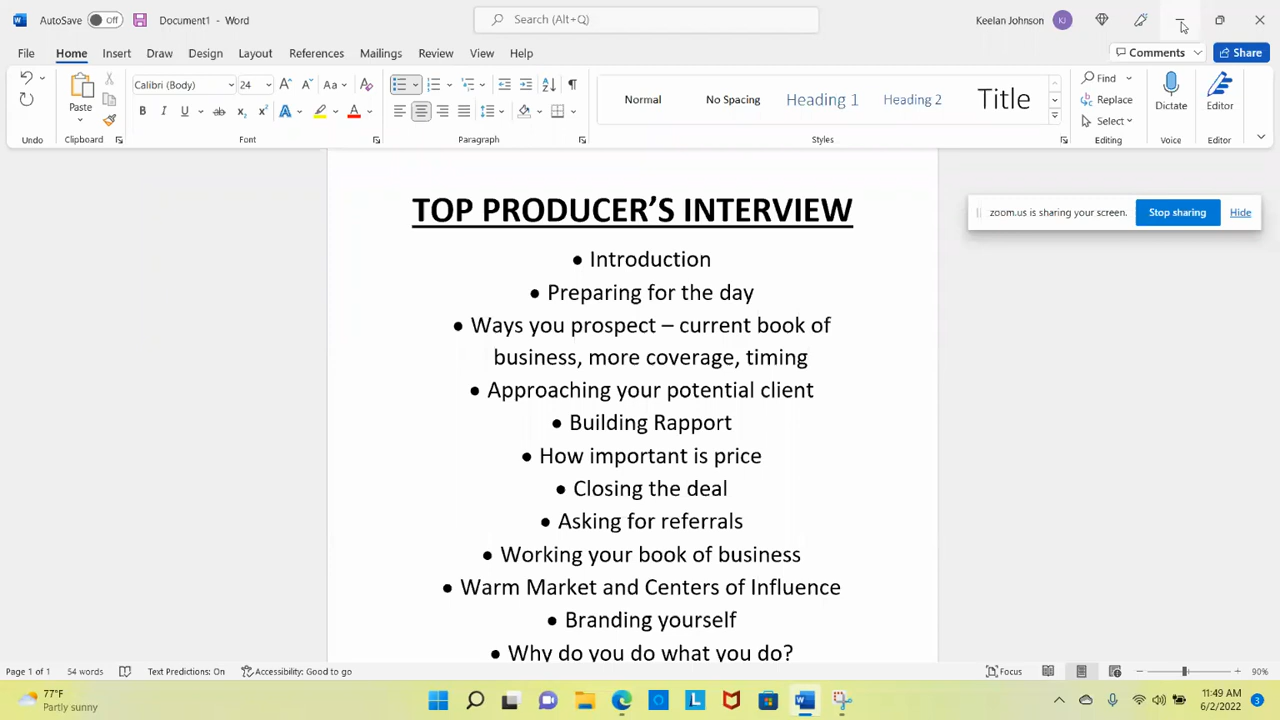 AutoSave Off Document1 - Word Search (Alt+Q) Keelan Johnson KJ
File Home Insert Draw Design Layout References Mailings Review View Help Comments Share
Paste Calibri (Body) 24 Aa Normal No Spacing Heading 1 Heading 2 Title Find Replace Select Dictate Editor
B I U ab x₂ x² A A
Undo Clipboard Font Paragraph Styles Editing Voice Editor
zoom.us is sharing your screen. Stop sharing Hide
TOP PRODUCER’S INTERVIEW
• Introduction
• Preparing for the day
• Ways you prospect – current book of
business, more coverage, timing
• Approaching your potential client
• Building Rapport
• How important is price
• Closing the deal
• Asking for referrals
• Working your book of business
• Warm Market and Centers of Influence
• Branding yourself
• Why do you do what you do?
Page 1 of 1 54 words Text Predictions: On Accessibility: Good to go Focus 90%
77°F
Partly sunny
11:49 AM
6/2/2022
3